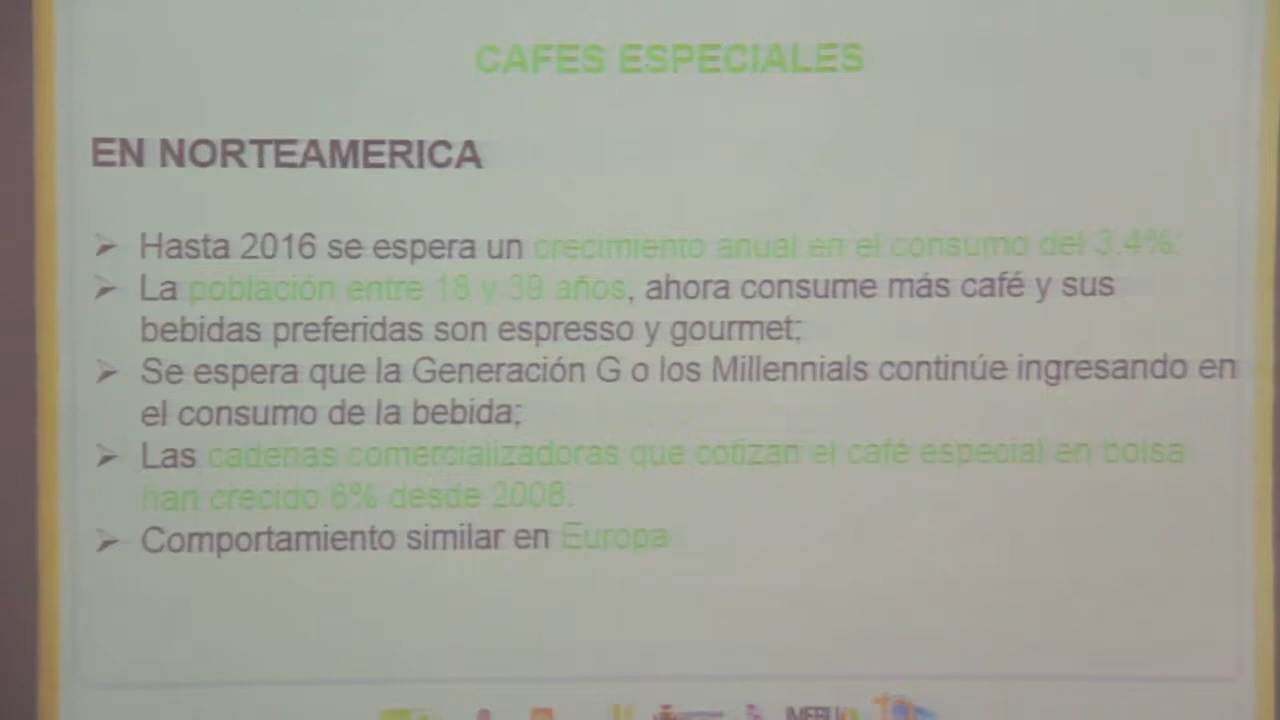 CAFES ESPECIALES
EN NORTEAMERICA
Hasta 2016 se espera un crecimiento anual en el consumo del 3.4%;
La población entre 18 y 39 años, ahora consume más café y sus
bebidas preferidas son espresso y gourmet;
Se espera que la Generación G o los Millennials continúe ingresando en
el consumo de la bebida;
Las cadenas comercializadoras que cotizan el café especial en bolsa
han crecido 6% desde 2008.
Comportamiento similar en Europa